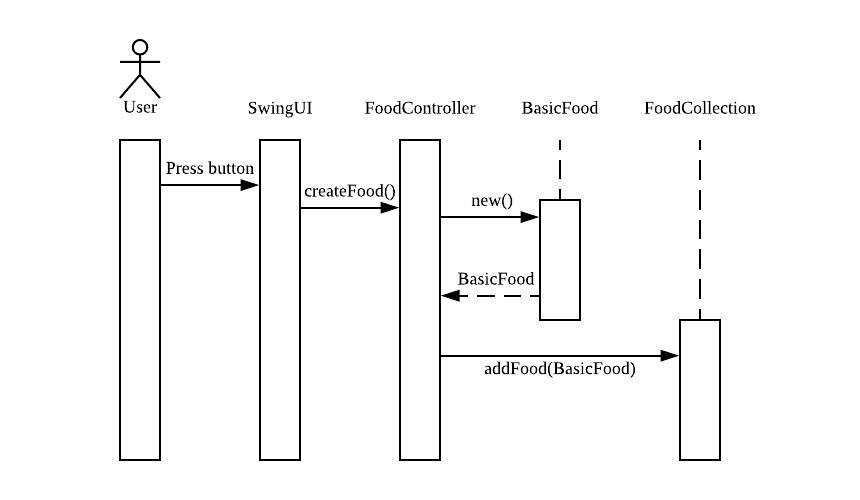 User
SwingUI
FoodController
BasicFood
FoodCollection
Press button
createFood()
new()
BasicFood
addFood(BasicFood)